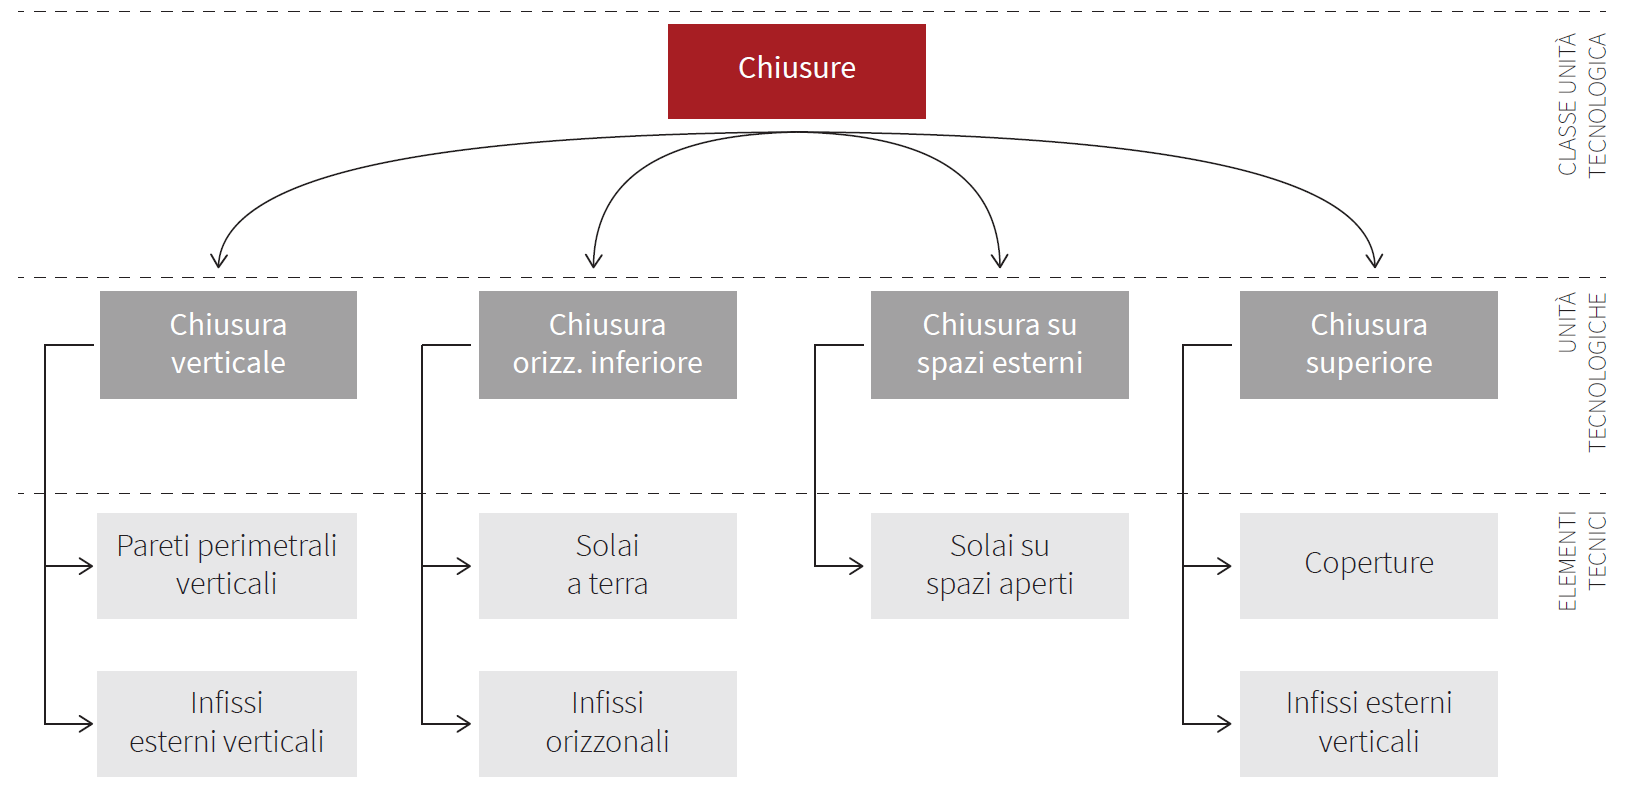 Chiusure
CLASSE UNITÀ
TECNOLOGICA
Chiusura
verticale
Chiusura
orizz. inferiore
Chiusura su
spazi esterni
Chiusura
superiore
UNITÀ
TECNOLOGICHE
Pareti perimetrali
verticali
Solai
a terra
Solai su
spazi aperti
Coperture
ELEMENTI
TECNICI
Infissi
esterni verticali
Infissi
orizzonali
Infissi esterni
verticali